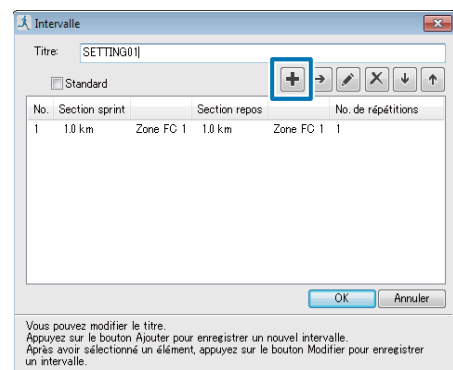 Intervalle
Titre: SETTING01
Standard
No. Section sprint Section repos No. de répétitions
1 1.0 km Zone FC 1 1.0 km Zone FC 1 1
OK Annuler
Vous pouvez modifier le titre.
Appuyez sur le bouton Ajouter pour enregistrer un nouvel intervalle.
Après avoir sélectionné un élément, appuyez sur le bouton Modifier pour enregistrer
un intervalle.